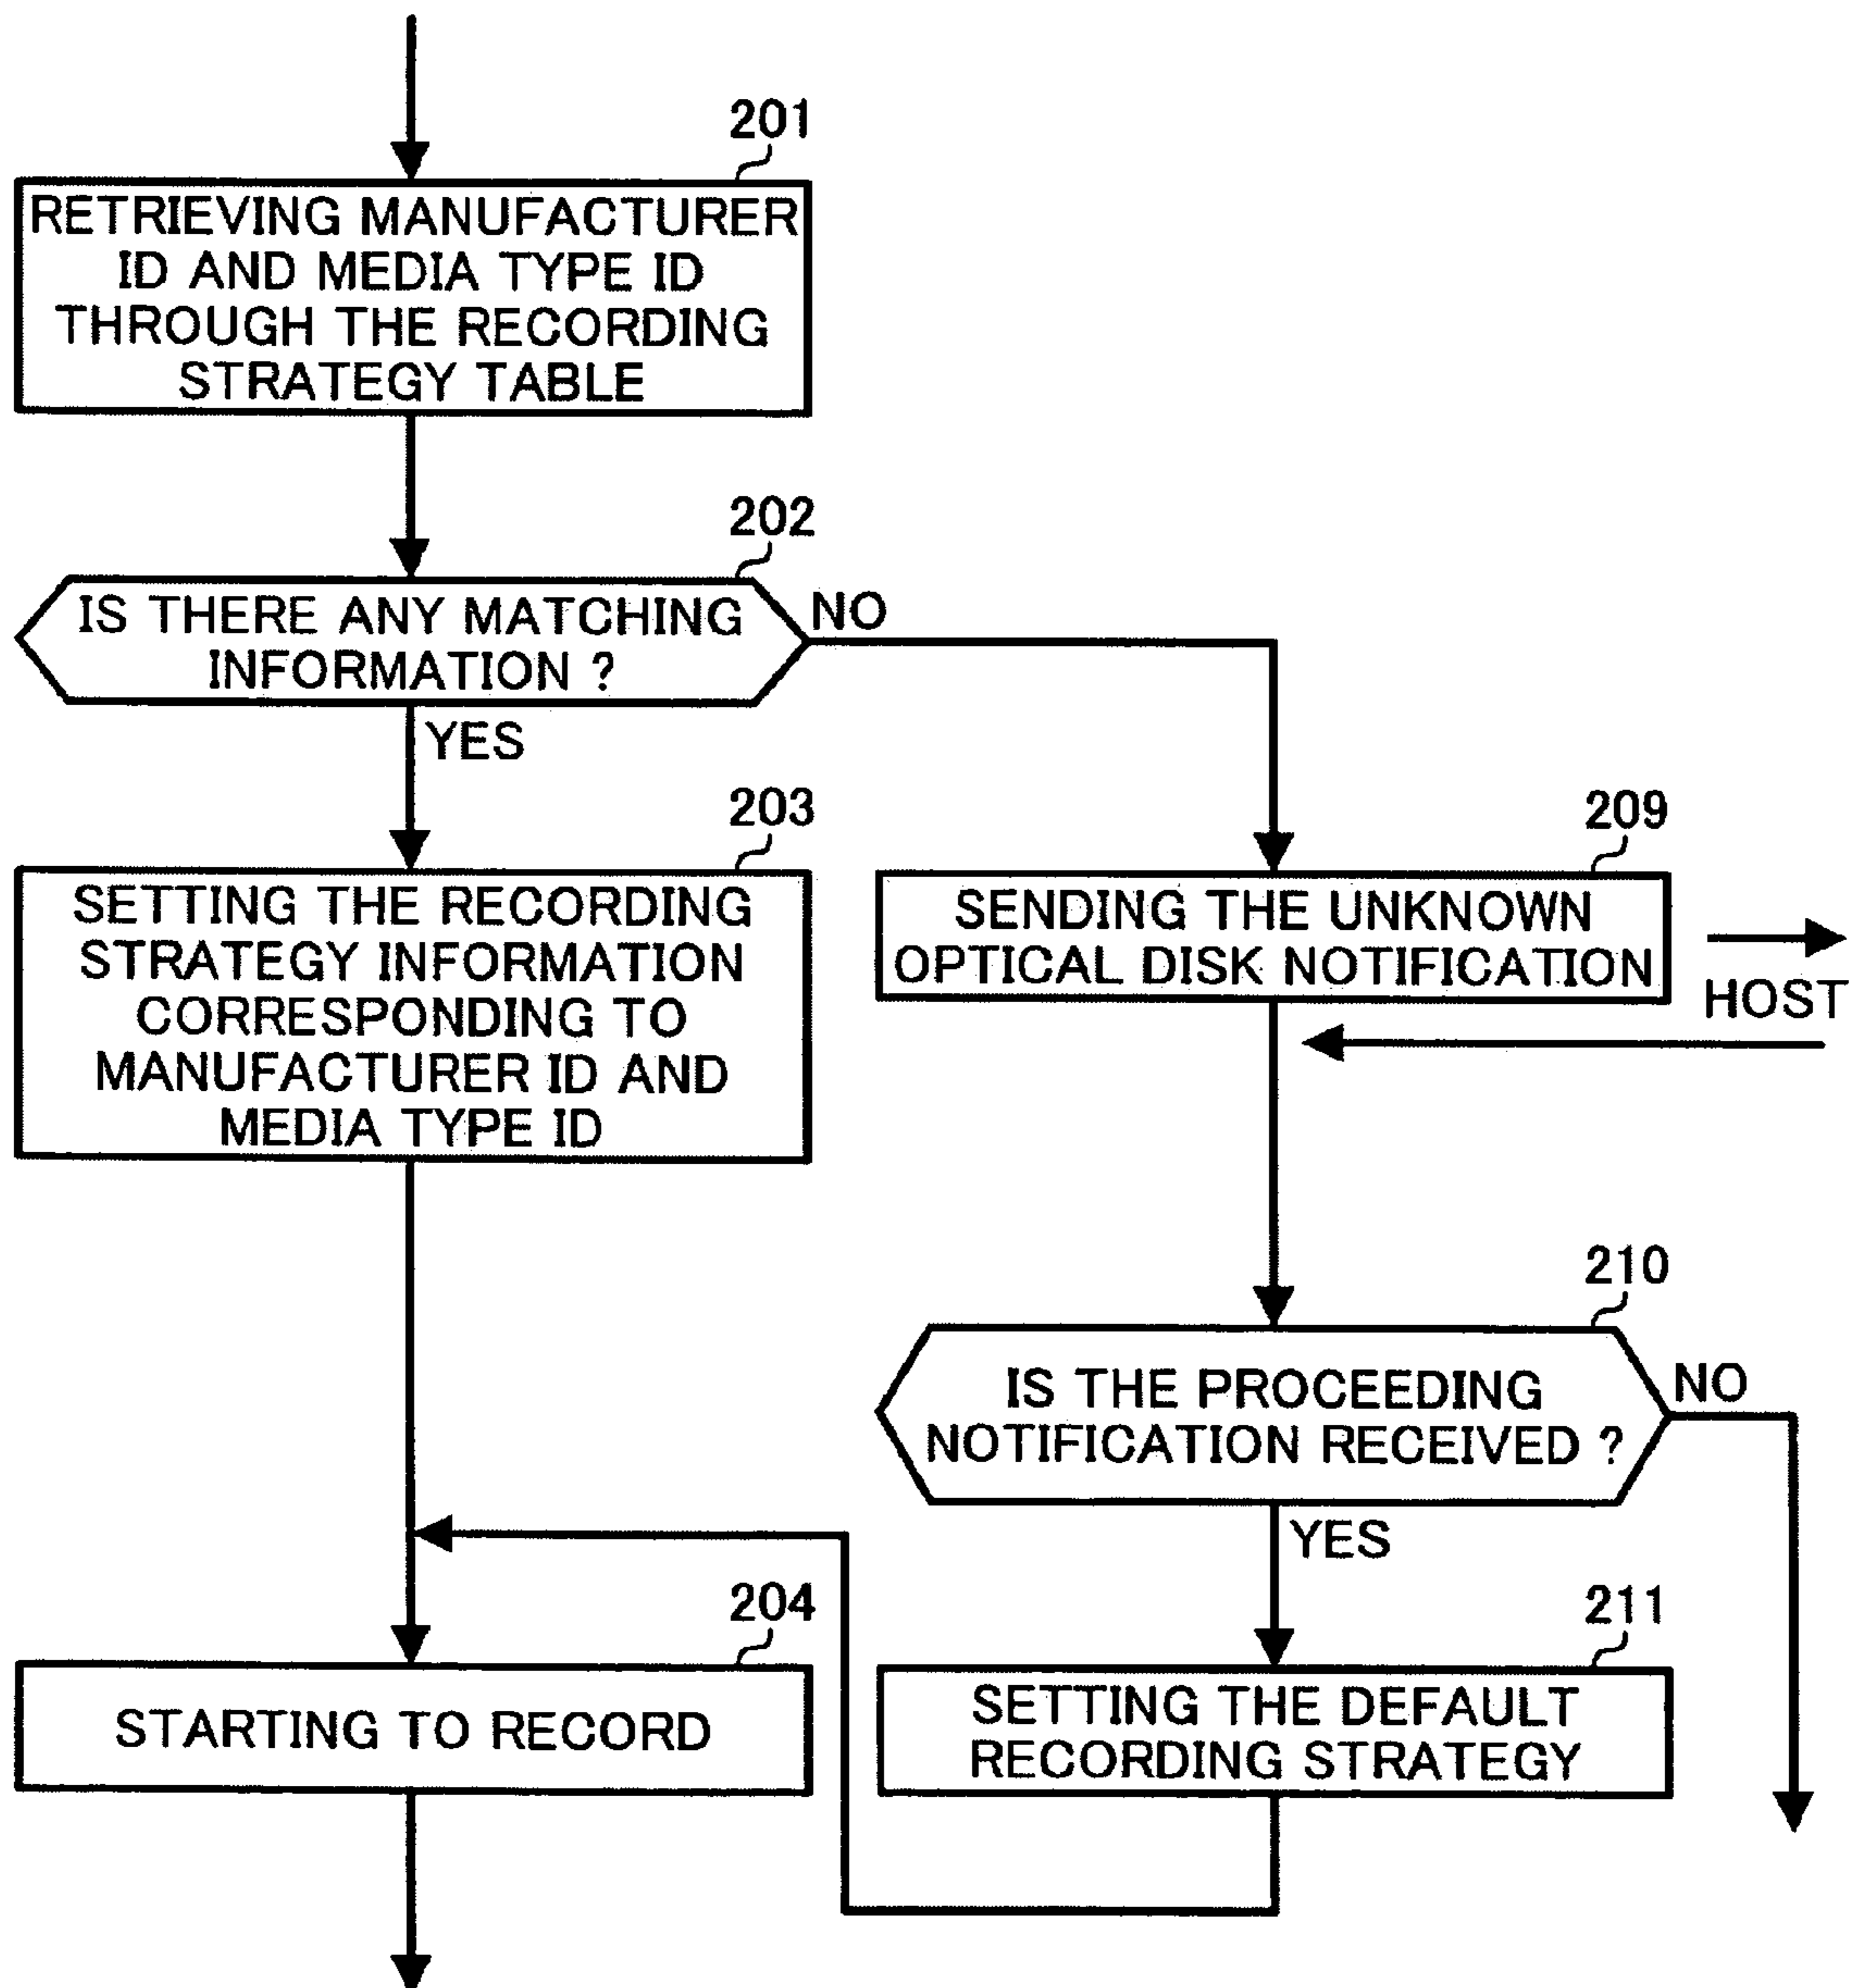 201
RETRIEVING MANUFACTURER
ID AND MEDIA TYPE ID
THROUGH THE RECORDING
STRATEGY TABLE
202
IS THERE ANY MATCHING
INFORMATION ?
NO
YES
203
SETTING THE RECORDING
STRATEGY INFORMATION
CORRESPONDING TO
MANUFACTURER ID AND
MEDIA TYPE ID
209
SENDING THE UNKNOWN
OPTICAL DISK NOTIFICATION
HOST
210
IS THE PROCEEDING
NOTIFICATION RECEIVED ?
NO
YES
204
STARTING TO RECORD
211
SETTING THE DEFAULT
RECORDING STRATEGY